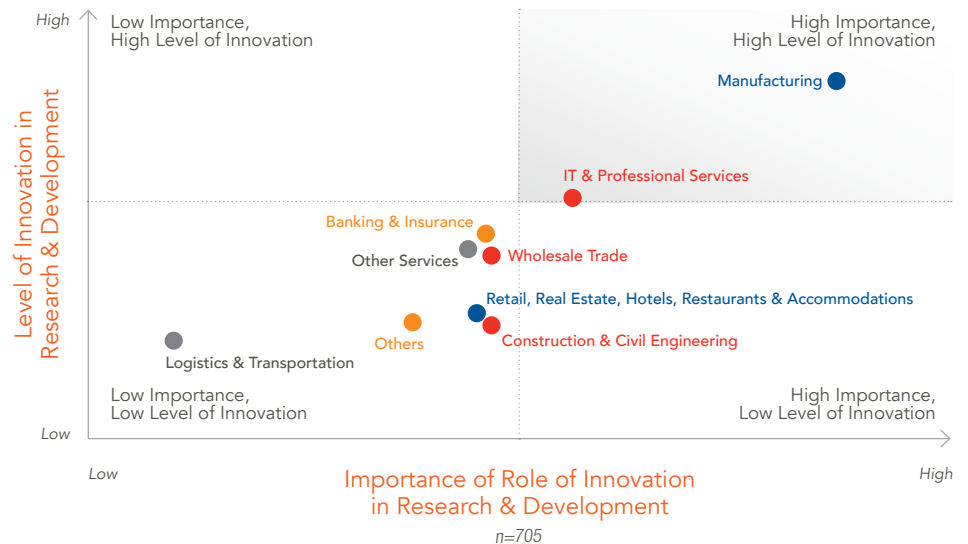 High
Low Importance,
High Level of Innovation
High Importance,
High Level of Innovation
Manufacturing
Level of Innovation in
Research & Development
IT & Professional Services
Banking & Insurance
Other Services
Wholesale Trade
Retail, Real Estate, Hotels, Restaurants & Accommodations
Others
Construction & Civil Engineering
Logistics & Transportation
Low Importance,
Low Level of Innovation
High Importance,
Low Level of Innovation
Low
Low
High
Importance of Role of Innovation
in Research & Development
n=705